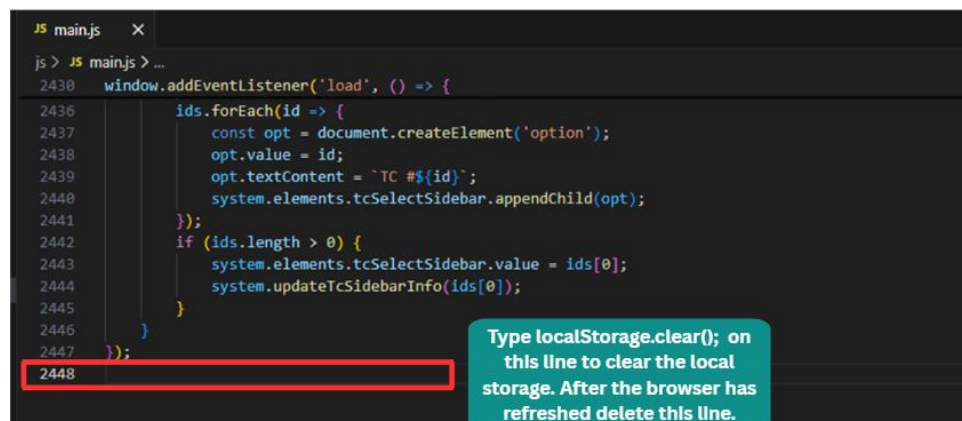 JS main.js ×
js > JS main.js > ...
2430 window.addEventListener('load', () => {
2436 ids.forEach(id => {
2437 const opt = document.createElement('option');
2438 opt.value = id;
2439 opt.textContent = `TC #${id}`;
2440 system.elements.tcSelectSidebar.appendChild(opt);
2441 });
2442 if (ids.length > 0) {
2443 system.elements.tcSelectSidebar.value = ids[0];
2444 system.updateTcSidebarInfo(ids[0]);
2445 }
2446 }
2447 });
2448
Type localStorage.clear(); on
this line to clear the local
storage. After the browser has
refreshed delete this line.